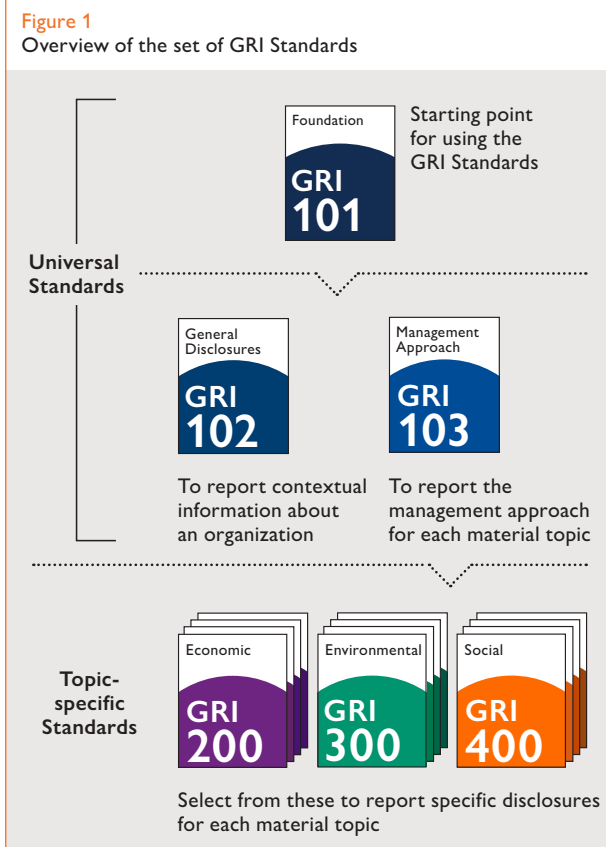 Figure 1
Overview of the set of GRI Standards
Foundation
GRI
101
Starting point
for using the
GRI Standards
Universal
Standards
General
Disclosures
GRI
102
Management
Approach
GRI
103
To report contextual
information about
an organization
To report the
management approach
for each material topic
Topic-
specific
Standards
Economic
GRI
200
Environmental
GRI
300
Social
GRI
400
Select from these to report specific disclosures
for each material topic